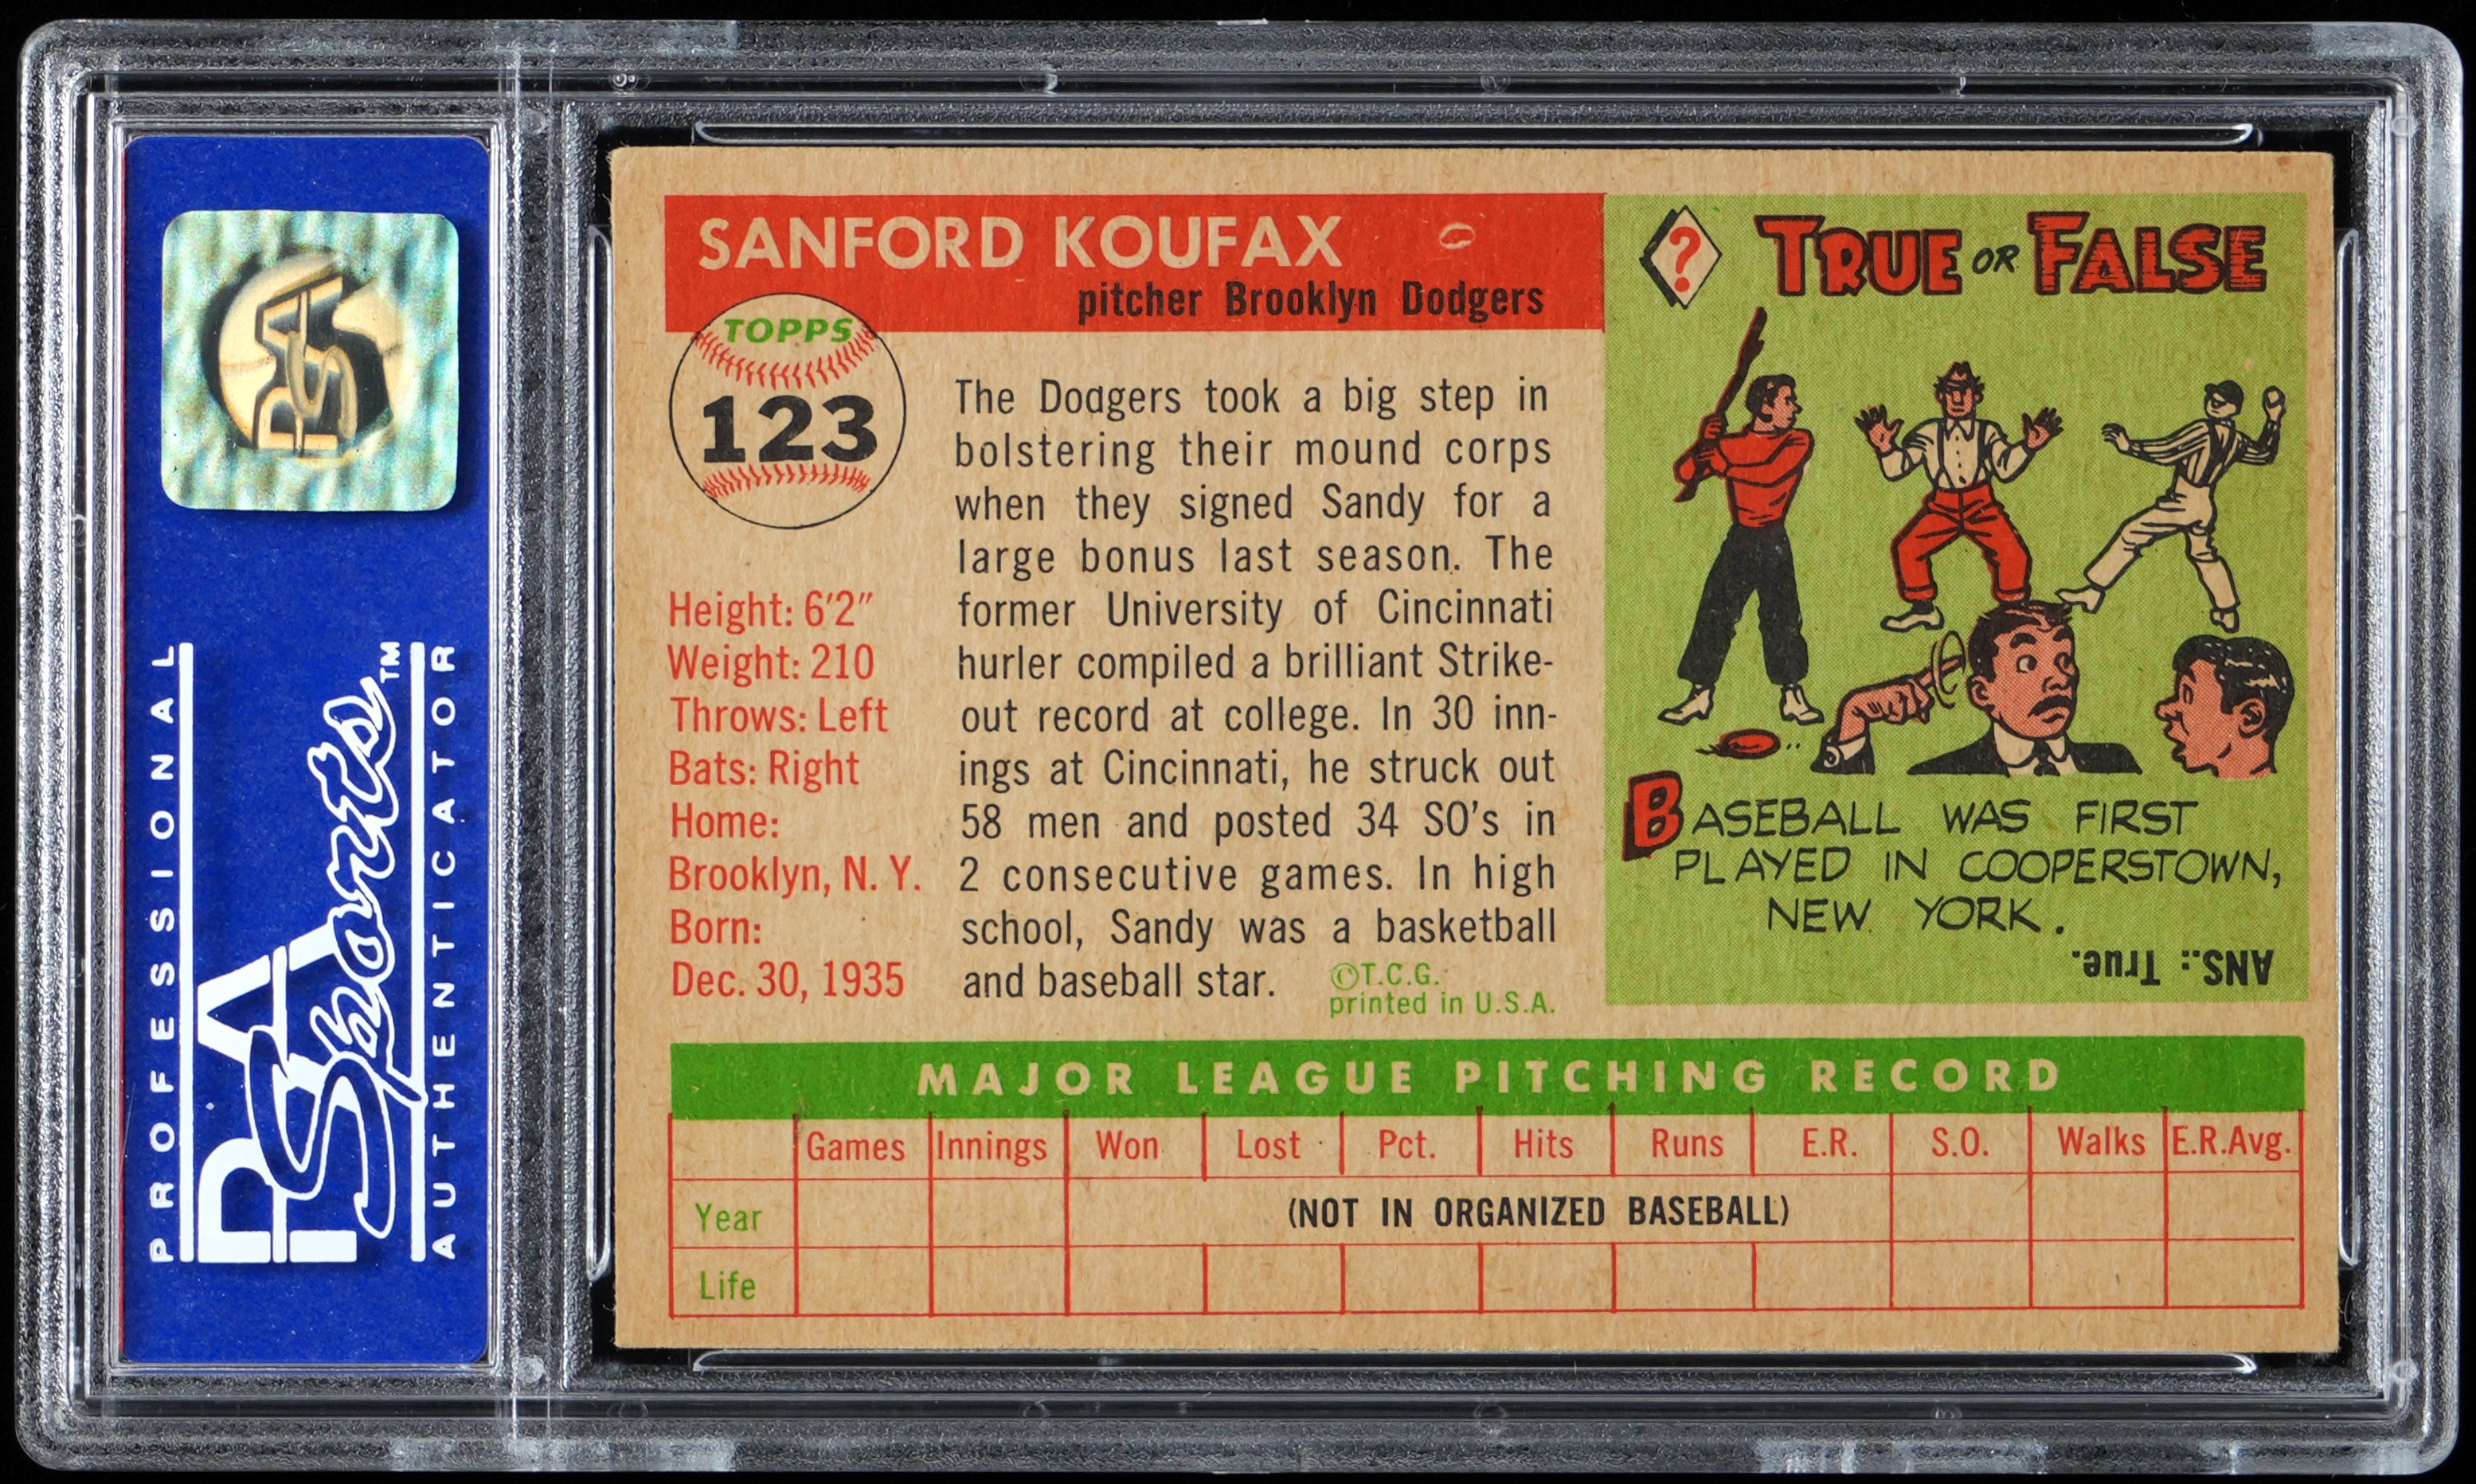 PROFESSIONAL
PSA
Sports™
AUTHENTICATOR
PSA
SANFORD KOUFAX
pitcher Brooklyn Dodgers
TOPPS
123
Height: 6'2"
Weight: 210
Throws: Left
Bats: Right
Home:
Brooklyn, N. Y.
Born:
Dec. 30, 1935
The Dodgers took a big step in
bolstering their mound corps
when they signed Sandy for a
large bonus last season. The
former University of Cincinnati
hurler compiled a brilliant Strike-
out record at college. In 30 inn-
ings at Cincinnati, he struck out
58 men and posted 34 SO's in
2 consecutive games. In high
school, Sandy was a basketball
and baseball star.
©T.C.G.
printed in U.S.A.
?
TRUE OR FALSE
BASEBALL WAS FIRST
PLAYED IN COOPERSTOWN,
NEW YORK.
ANS.: True.
MAJOR LEAGUE PITCHING RECORD
Games Innings Won Lost Pct. Hits Runs E.R. S.O. Walks E.R.Avg.
Year (NOT IN ORGANIZED BASEBALL)
Life